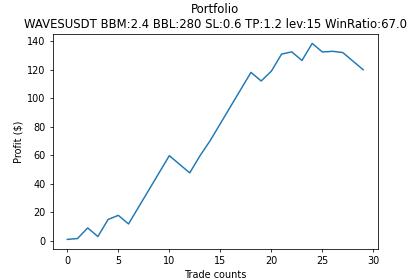 Portfolio
WAVESUSDT BBM:2.4 BBL:280 SL:0.6 TP:1.2 lev:15 WinRatio:67.0
140
120
100
80
60
40
20
0
Profit ($)
0 5 10 15 20 25 30
Trade counts